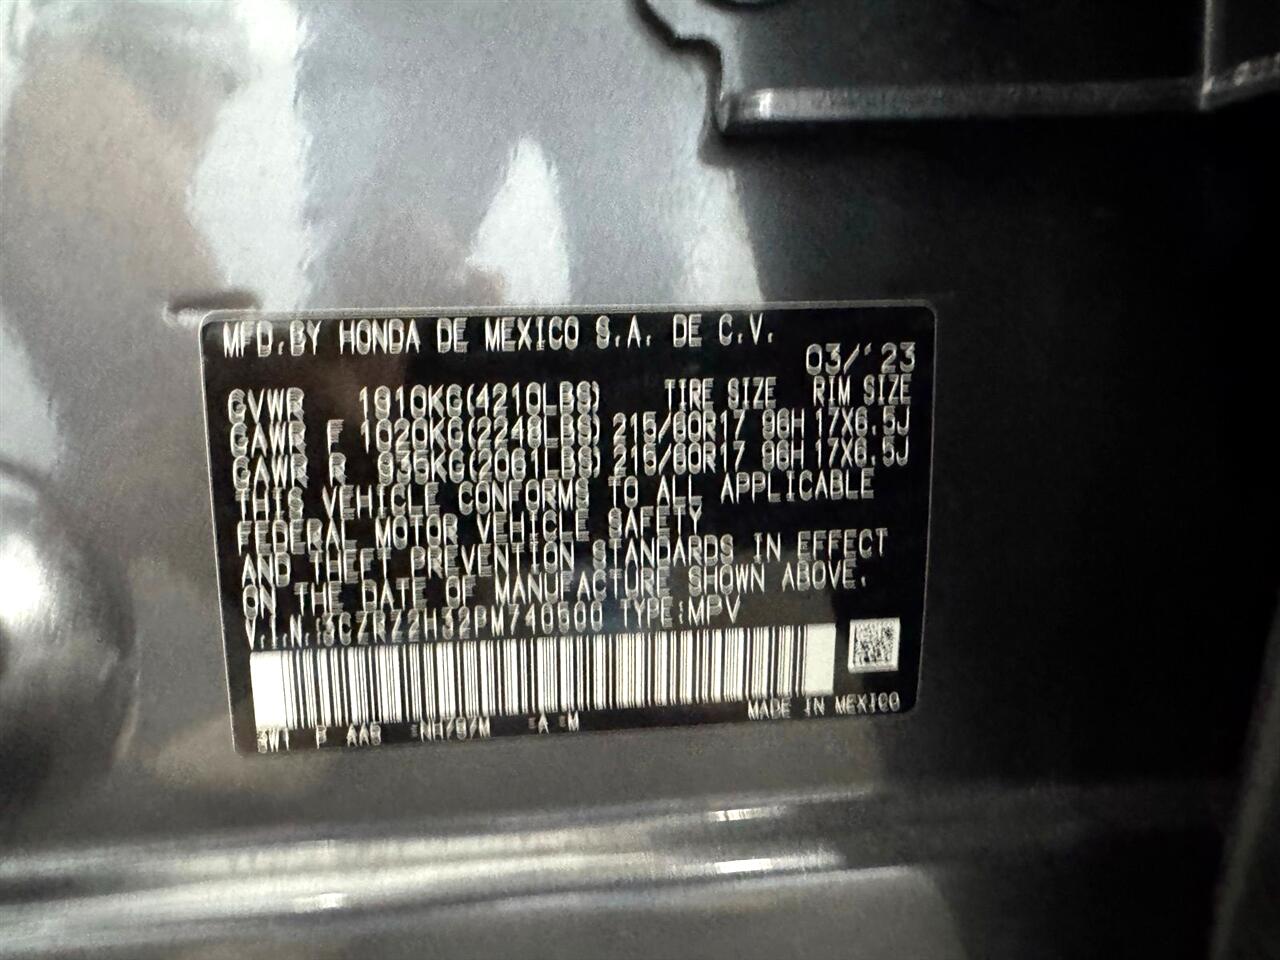 MFD.BY HONDA DE MEXICO S.A. DE C.V.
03/'23
GVWR 1910KG(4210LBS) TIRE SIZE RIM SIZE
GAWR F 1020KG(2248LBS) 215/60R17 96H 17X6.5J
GAWR R 935KG(2061LBS) 215/60R17 96H 17X6.5J
THIS VEHICLE CONFORMS TO ALL APPLICABLE
FEDERAL MOTOR VEHICLE SAFETY
AND THEFT PREVENTION STANDARDS IN EFFECT
ON THE DATE OF MANUFACTURE SHOWN ABOVE.
V.I.N.: TYPE:MPV
AAB NH797M A M MADE IN MEXICO